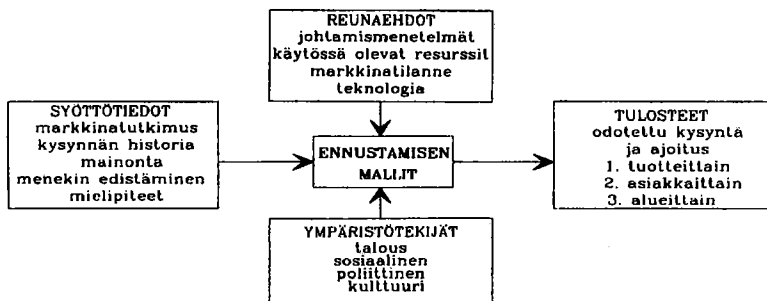 REUNAEHDOT
johtamismenetelmät
käytössä olevat resurssit
markkinatilanne
teknologia
SYÖTTÖTIEDOT
markkinatutkimus
kysynnän historia
mainonta
menekin edistäminen
mielipiteet
ENNUSTAMISEN
MALLIT
TULOSTEET
odotettu kysyntä
ja ajoitus
1. tuotteittain
2. asiakkaittain
3. alueittain
YMPÄRISTÖTEKIJÄT
talous
sosiaalinen
poliittinen
kulttuuri